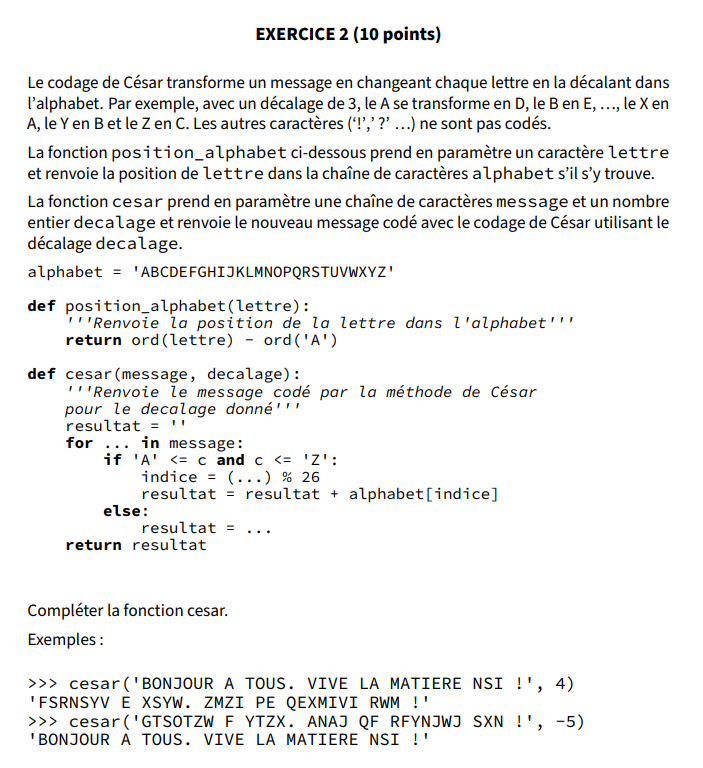 EXERCICE 2 (10 points)
Le codage de César transforme un message en changeant chaque lettre en la décalant dans
l’alphabet. Par exemple, avec un décalage de 3, le A se transforme en D, le B en E, ..., le X en
A, le Y en B et le Z en C. Les autres caractères (‘!’,’ ?’ …) ne sont pas codés.
La fonction position_alphabet ci-dessous prend en paramètre un caractère lettre
et renvoie la position de lettre dans la chaîne de caractères alphabet s’il s’y trouve.
La fonction cesar prend en paramètre une chaîne de caractères message et un nombre
entier decalage et renvoie le nouveau message codé avec le codage de César utilisant le
décalage decalage.
alphabet = 'ABCDEFGHIJKLMNOPQRSTUVWXYZ'
def position_alphabet(lettre):
    '''Renvoie la position de la lettre dans l'alphabet'''
    return ord(lettre) - ord('A')
def cesar(message, decalage):
    '''Renvoie le message codé par la méthode de César
    pour le decalage donné'''
    resultat = ''
    for ... in message:
        if 'A' <= c and c <= 'Z':
            indice = (...) % 26
            resultat = resultat + alphabet[indice]
        else:
            resultat = ...
    return resultat
Compléter la fonction cesar.
Exemples :
>>> cesar('BONJOUR A TOUS. VIVE LA MATIERE NSI !', 4)
'FSRNSYV E XSYW. ZMZI PE QEXMIVI RWM !'
>>> cesar('GTSOTZW F YTZX. ANAJ QF RFYNJWJ SXN !', -5)
'BONJOUR A TOUS. VIVE LA MATIERE NSI !'